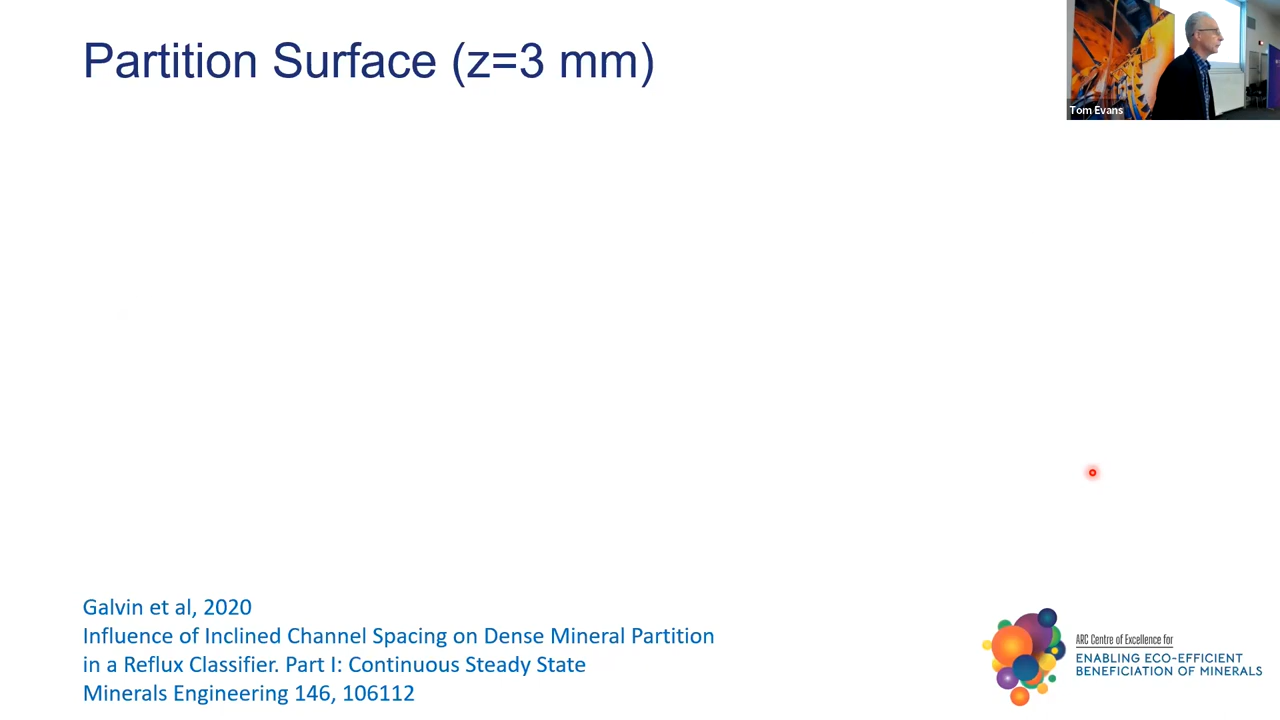 Partition Surface (z=3 mm)
Tom Evans
Galvin et al, 2020
Influence of Inclined Channel Spacing on Dense Mineral Partition
in a Reflux Classifier. Part I: Continuous Steady State
Minerals Engineering 146, 106112
ARC Centre of Excellence for
ENABLING ECO-EFFICIENT
BENEFICIATION OF MINERALS